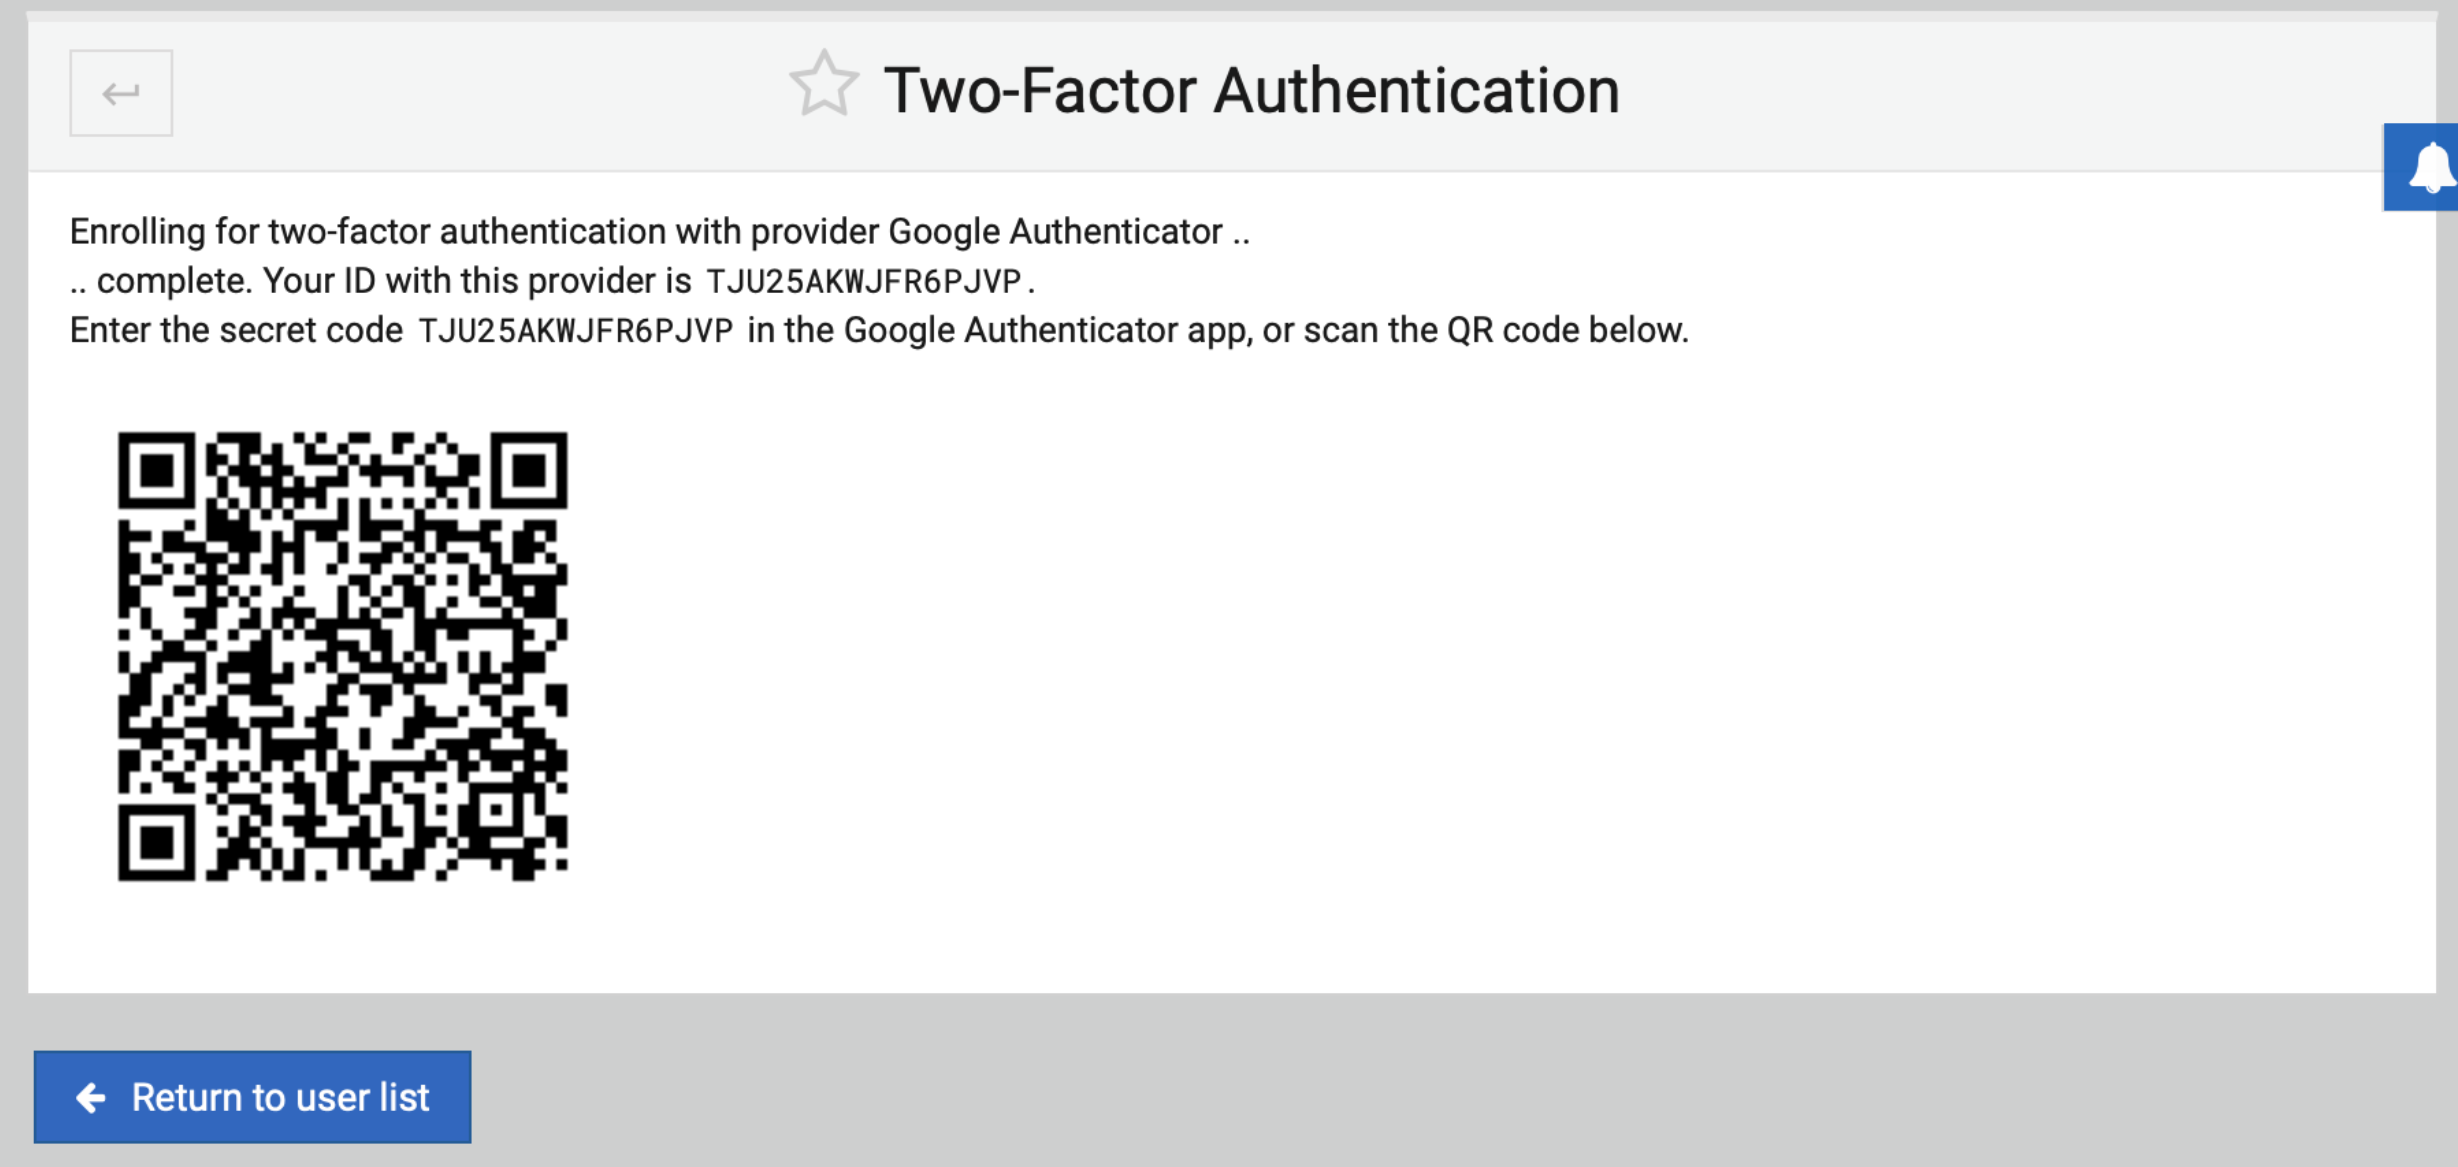 Two-Factor Authentication
Enrolling for two-factor authentication with provider Google Authenticator ..
.. complete. Your ID with this provider is TJU25AKWJFR6PJVP.
Enter the secret code TJU25AKWJFR6PJVP in the Google Authenticator app, or scan the QR code below.
Return to user list